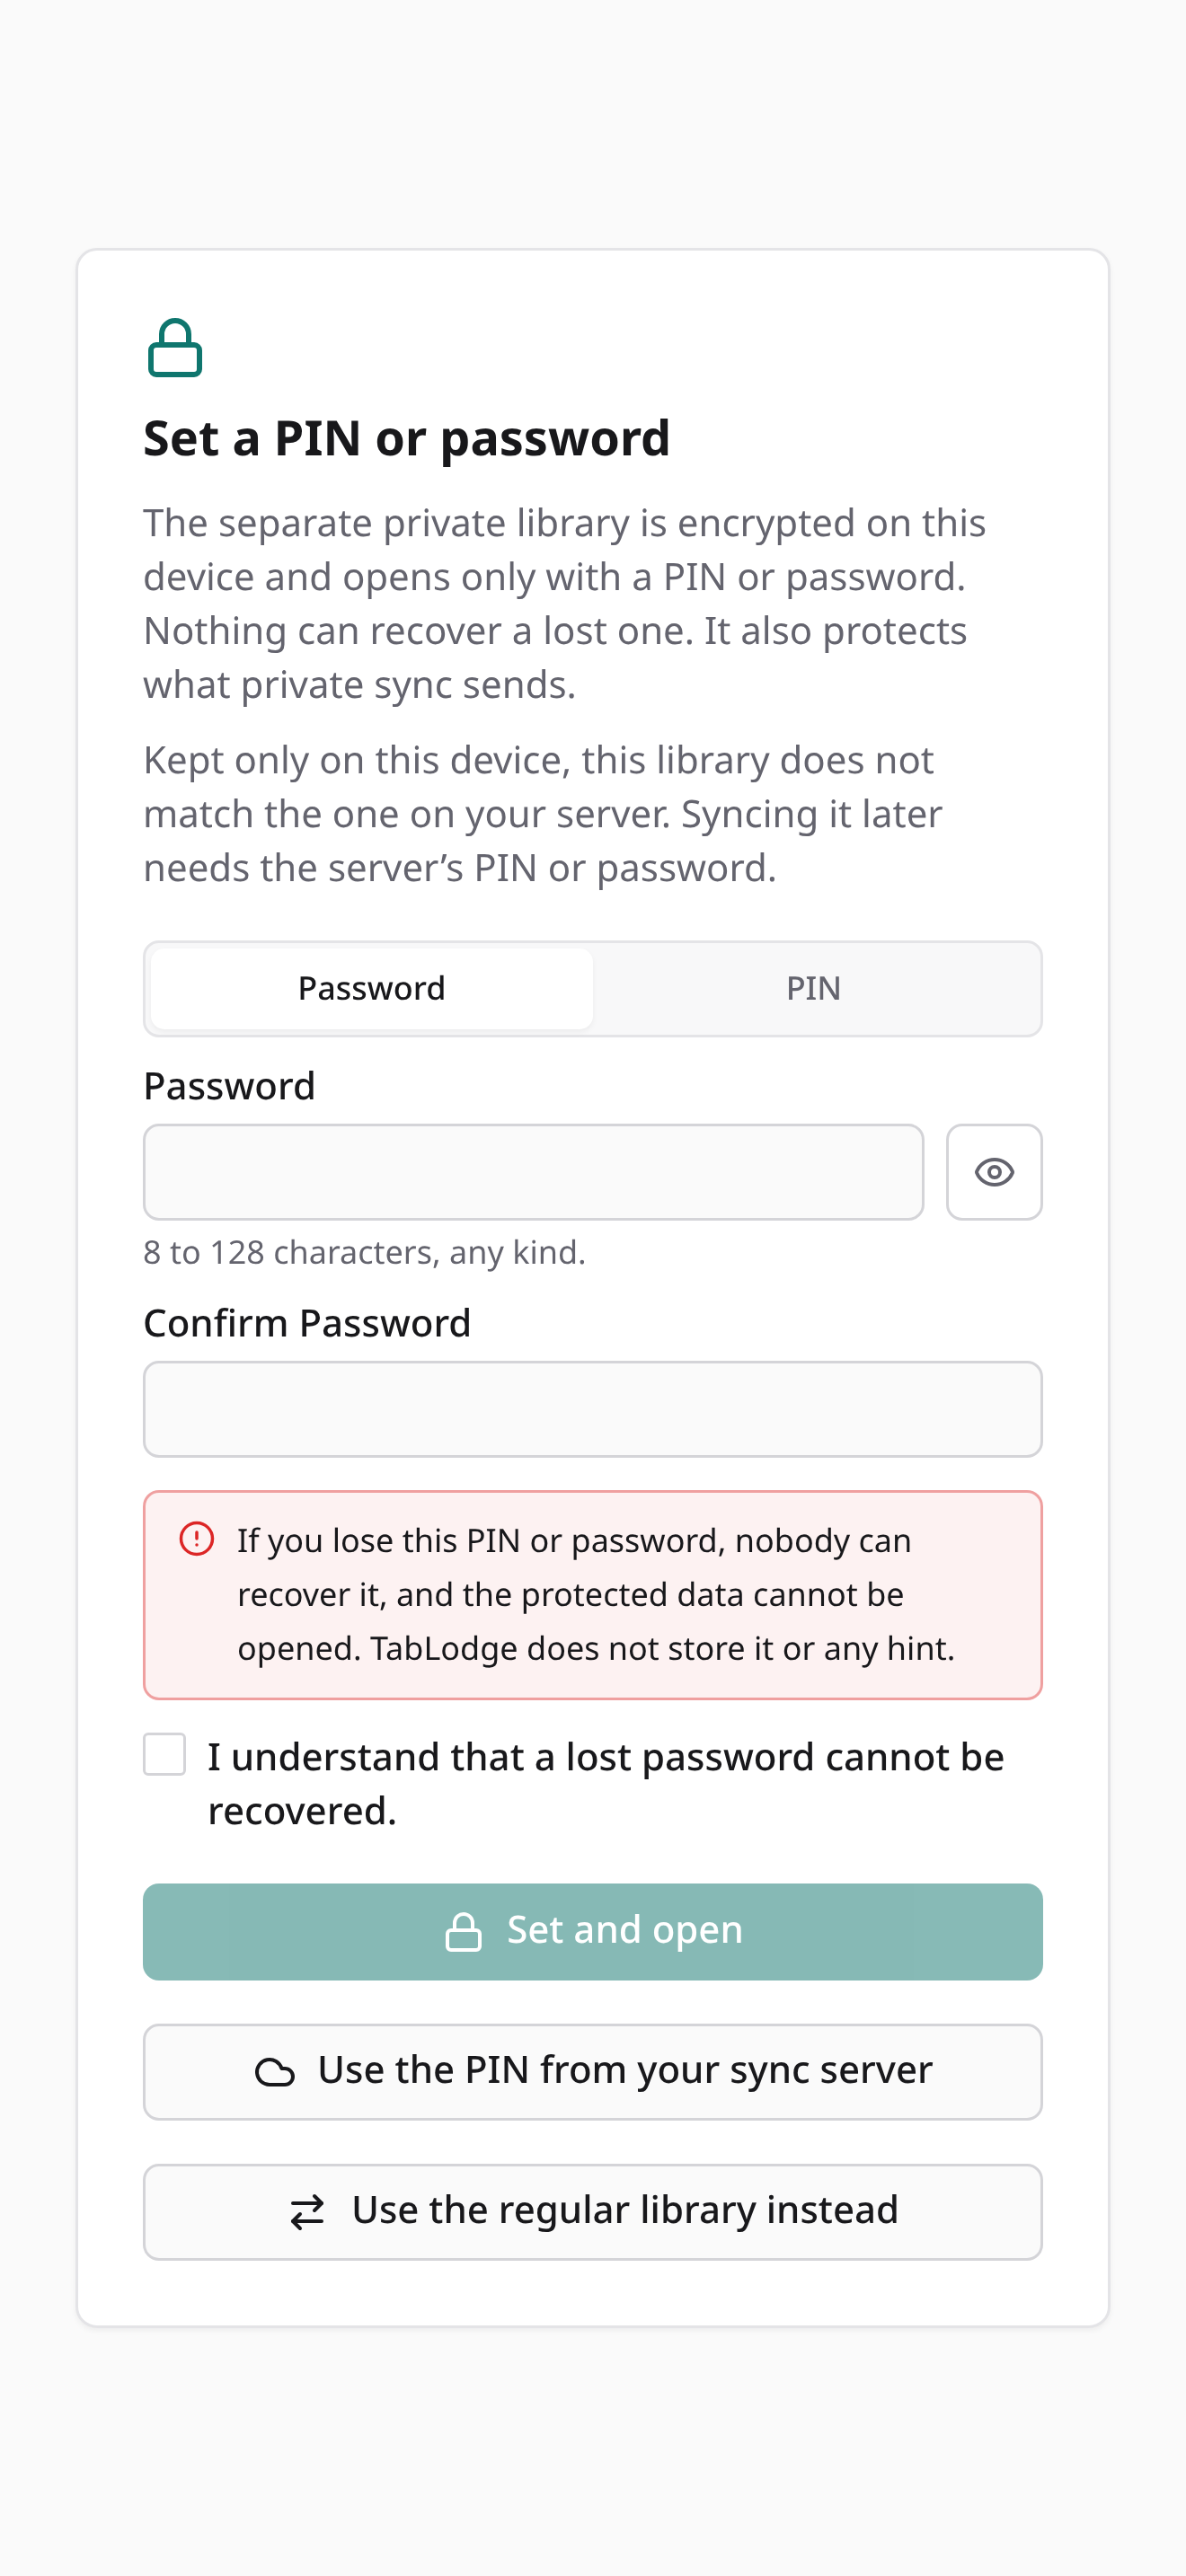 Set a PIN or password
The separate private library is encrypted on this
device and opens only with a PIN or password.
Nothing can recover a lost one. It also protects
what private sync sends.
Kept only on this device, this library does not
match the one on your server. Syncing it later
needs the server’s PIN or password.
Password PIN
Password
8 to 128 characters, any kind.
Confirm Password
If you lose this PIN or password, nobody can
recover it, and the protected data cannot be
opened. TabLodge does not store it or any hint.
I understand that a lost password cannot be
recovered.
Set and open
Use the PIN from your sync server
Use the regular library instead